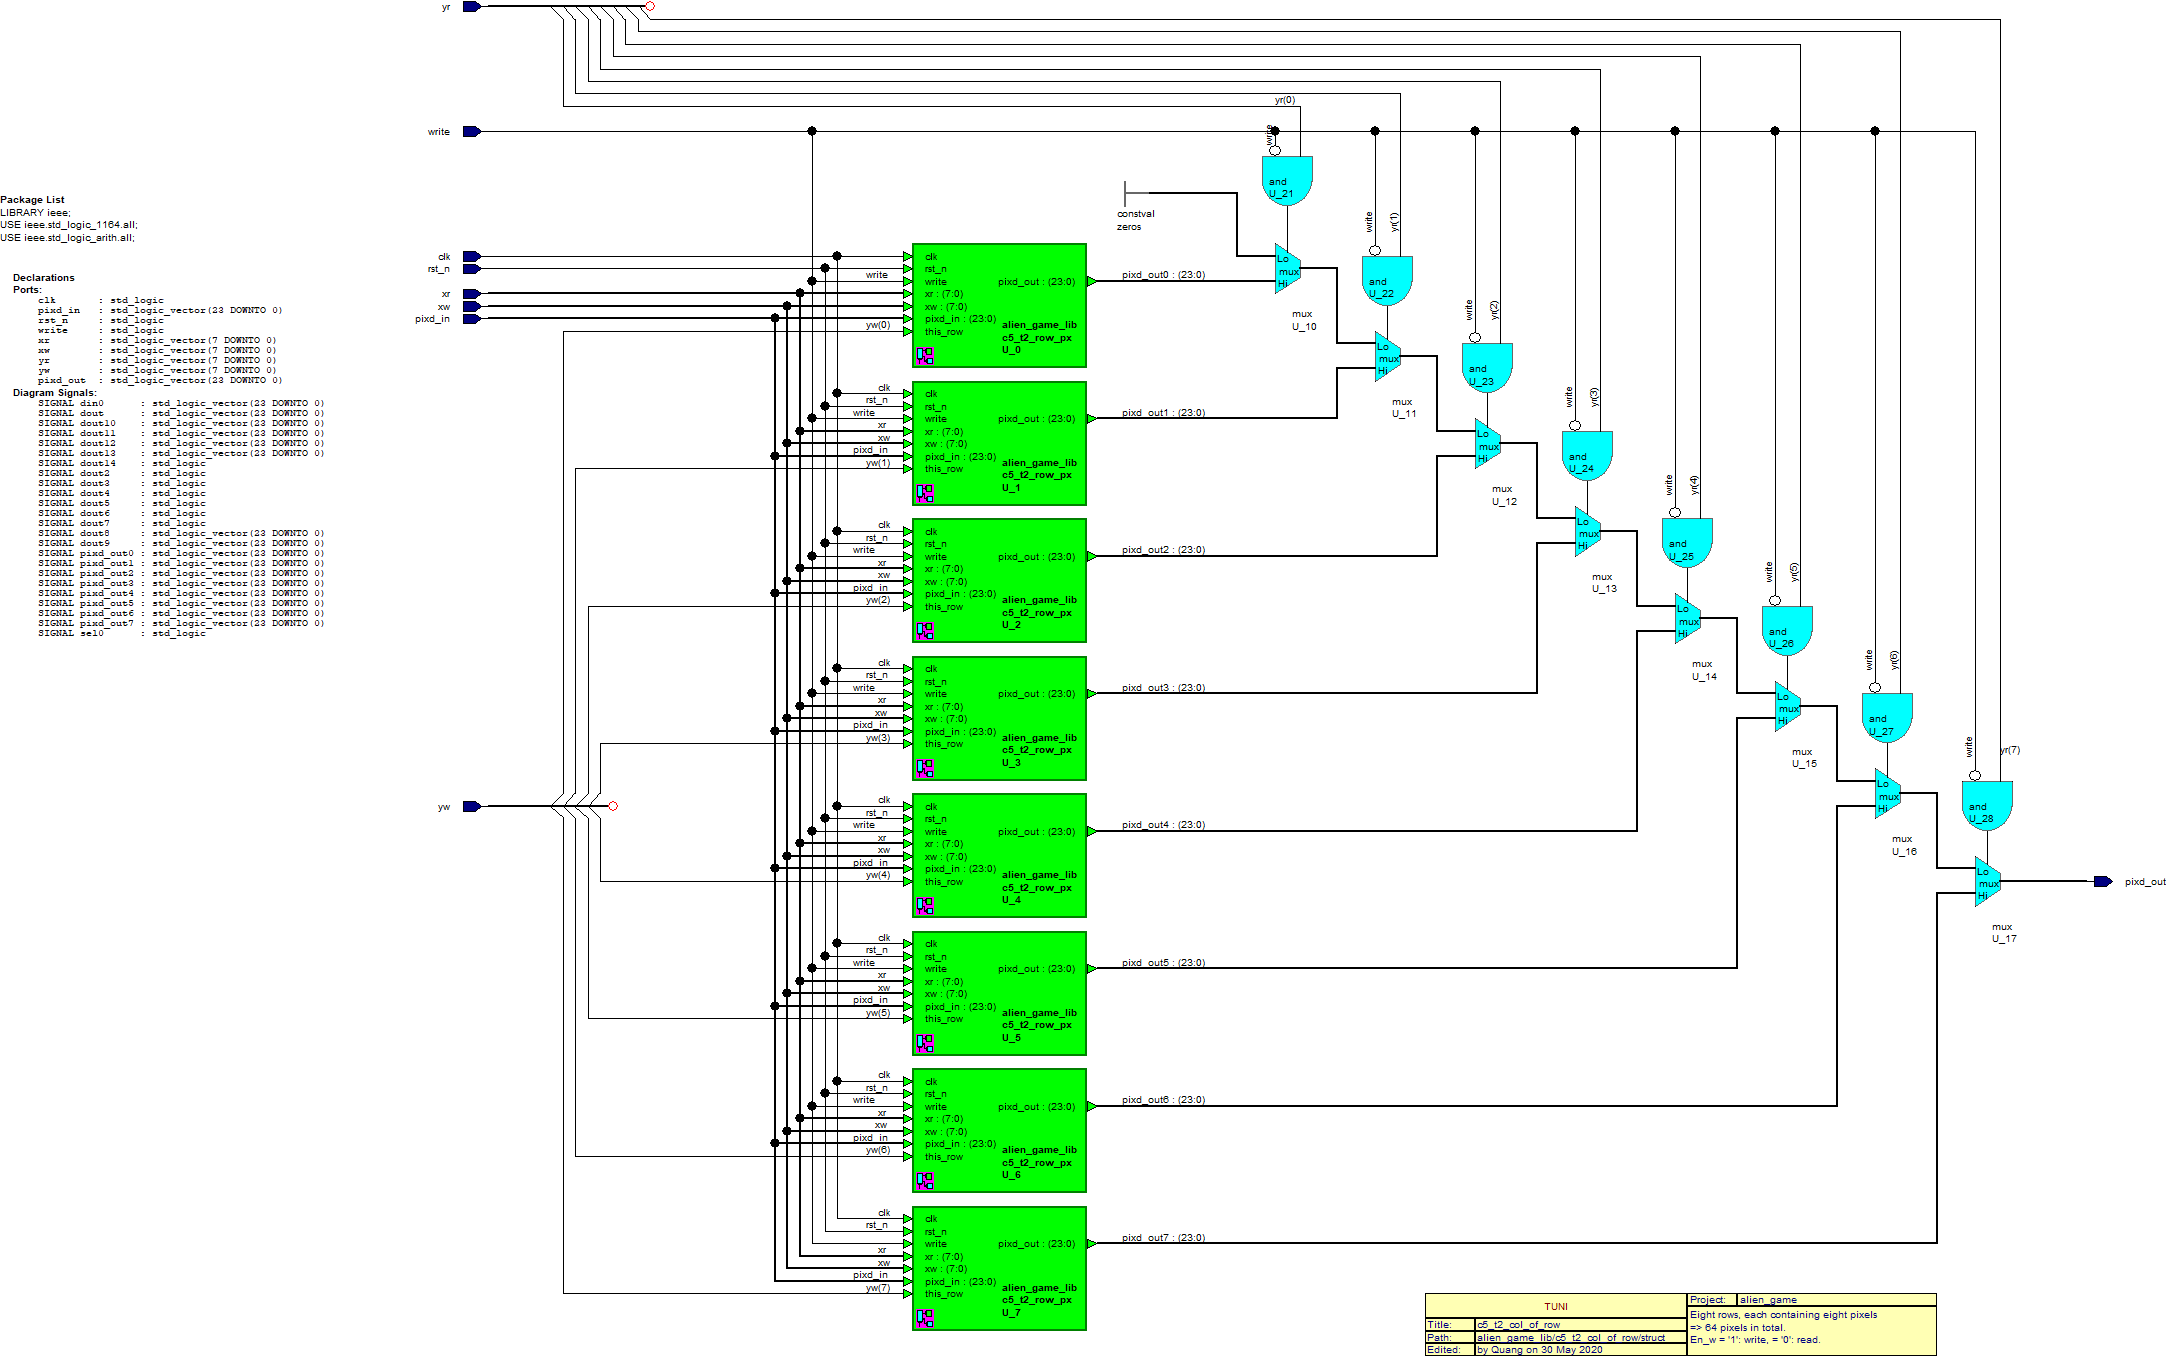 yr
yr(0)
write
write
and
U_21
Package List
LIBRARY ieee;
USE ieee.std_logic_1164.all;
USE ieee.std_logic_arith.all;
constval
zeros
write
yr(1)
and
U_22
write
yr(2)
and
U_23
write
yr(3)
and
U_24
write
yr(4)
and
U_25
write
yr(5)
and
U_26
write
yr(6)
and
U_27
write
yr(7)
and
U_28
Declarations
Ports:
clk : std_logic
pixd_in : std_logic_vector(23 DOWNTO 0)
rst_n : std_logic
write : std_logic
xr : std_logic_vector(7 DOWNTO 0)
xw : std_logic_vector(7 DOWNTO 0)
yr : std_logic_vector(7 DOWNTO 0)
yw : std_logic_vector(7 DOWNTO 0)
pixd_out : std_logic_vector(23 DOWNTO 0)
Diagram Signals:
SIGNAL din0 : std_logic_vector(23 DOWNTO 0)
SIGNAL dout : std_logic_vector(23 DOWNTO 0)
SIGNAL dout10 : std_logic_vector(23 DOWNTO 0)
SIGNAL dout11 : std_logic_vector(23 DOWNTO 0)
SIGNAL dout12 : std_logic_vector(23 DOWNTO 0)
SIGNAL dout13 : std_logic_vector(23 DOWNTO 0)
SIGNAL dout14 : std_logic
SIGNAL dout2 : std_logic
SIGNAL dout3 : std_logic
SIGNAL dout4 : std_logic
SIGNAL dout5 : std_logic
SIGNAL dout6 : std_logic
SIGNAL dout7 : std_logic
SIGNAL dout8 : std_logic_vector(23 DOWNTO 0)
SIGNAL dout9 : std_logic_vector(23 DOWNTO 0)
SIGNAL pixd_out0 : std_logic_vector(23 DOWNTO 0)
SIGNAL pixd_out1 : std_logic_vector(23 DOWNTO 0)
SIGNAL pixd_out2 : std_logic_vector(23 DOWNTO 0)
SIGNAL pixd_out3 : std_logic_vector(23 DOWNTO 0)
SIGNAL pixd_out4 : std_logic_vector(23 DOWNTO 0)
SIGNAL pixd_out5 : std_logic_vector(23 DOWNTO 0)
SIGNAL pixd_out6 : std_logic_vector(23 DOWNTO 0)
SIGNAL pixd_out7 : std_logic_vector(23 DOWNTO 0)
SIGNAL sel0 : std_logic
clk
rst_n
xr
xw
pixd_in
yw
write
yw(0)
clk
rst_n
write
xr : (7:0)
xw : (7:0)
pixd_in : (23:0)
this_row
pixd_out : (23:0)
alien_game_lib
c5_t2_row_px
U_0
pixd_out0 : (23:0)
Lo
mux
Hi
mux
U_10
clk
rst_n
write
xr
xw
pixd_in
yw(1)
clk
rst_n
write
xr : (7:0)
xw : (7:0)
pixd_in : (23:0)
this_row
pixd_out : (23:0)
alien_game_lib
c5_t2_row_px
U_1
pixd_out1 : (23:0)
Lo
mux
Hi
mux
U_11
clk
rst_n
write
xr
xw
pixd_in
yw(2)
clk
rst_n
write
xr : (7:0)
xw : (7:0)
pixd_in : (23:0)
this_row
pixd_out : (23:0)
alien_game_lib
c5_t2_row_px
U_2
pixd_out2 : (23:0)
Lo
mux
Hi
mux
U_12
clk
rst_n
write
xr
xw
pixd_in
yw(3)
clk
rst_n
write
xr : (7:0)
xw : (7:0)
pixd_in : (23:0)
this_row
pixd_out : (23:0)
alien_game_lib
c5_t2_row_px
U_3
pixd_out3 : (23:0)
Lo
mux
Hi
mux
U_13
clk
rst_n
write
xr
xw
pixd_in
yw(4)
clk
rst_n
write
xr : (7:0)
xw : (7:0)
pixd_in : (23:0)
this_row
pixd_out : (23:0)
alien_game_lib
c5_t2_row_px
U_4
pixd_out4 : (23:0)
Lo
mux
Hi
mux
U_14
clk
rst_n
write
xr
xw
pixd_in
yw(5)
clk
rst_n
write
xr : (7:0)
xw : (7:0)
pixd_in : (23:0)
this_row
pixd_out : (23:0)
alien_game_lib
c5_t2_row_px
U_5
pixd_out5 : (23:0)
Lo
mux
Hi
mux
U_15
clk
rst_n
write
xr
xw
pixd_in
yw(6)
clk
rst_n
write
xr : (7:0)
xw : (7:0)
pixd_in : (23:0)
this_row
pixd_out : (23:0)
alien_game_lib
c5_t2_row_px
U_6
pixd_out6 : (23:0)
Lo
mux
Hi
mux
U_16
clk
rst_n
write
xr
xw
pixd_in
yw(7)
clk
rst_n
write
xr : (7:0)
xw : (7:0)
pixd_in : (23:0)
this_row
pixd_out : (23:0)
alien_game_lib
c5_t2_row_px
U_7
pixd_out7 : (23:0)
Lo
mux
Hi
mux
U_17
pixd_out
TUNI
Title: c5_t2_col_of_row
Path: alien_game_lib/c5_t2_col_of_row/struct
Edited: by Quang on 30 May 2020
Project: alien_game
Eight rows, each containing eight pixels
=> 64 pixels in total.
En_w = '1': write, = '0': read.